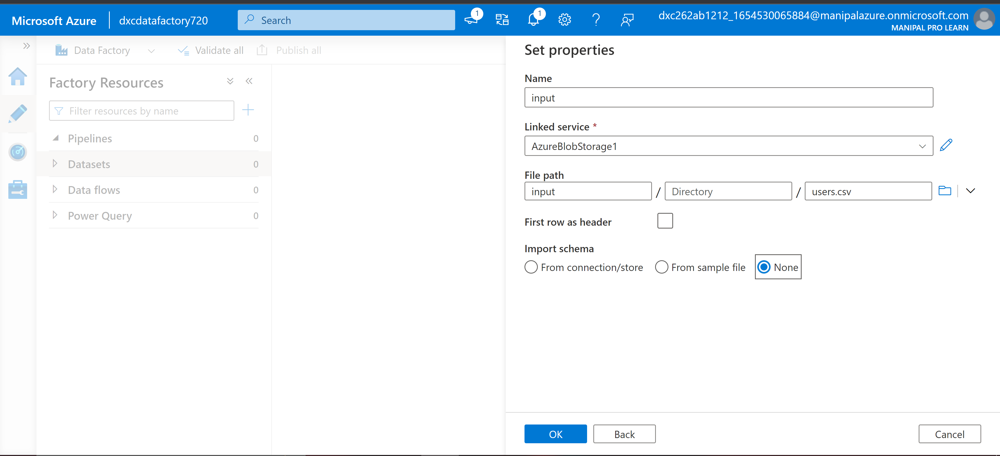 Microsoft Azure
dxcdatafactory720
Search
1
1
dxc262ab1212_1654530065884@manipalazure.onmicrosoft.com
MANIPAL PRO LEARN
Data Factory
Validate all
Publish all
Factory Resources
Filter resources by name
Pipelines 0
Datasets 0
Data flows 0
Power Query 0
Set properties
Name
input
Linked service *
AzureBlobStorage1
File path
input / Directory / users.csv
First row as header
Import schema
From connection/store From sample file None
OK Back Cancel